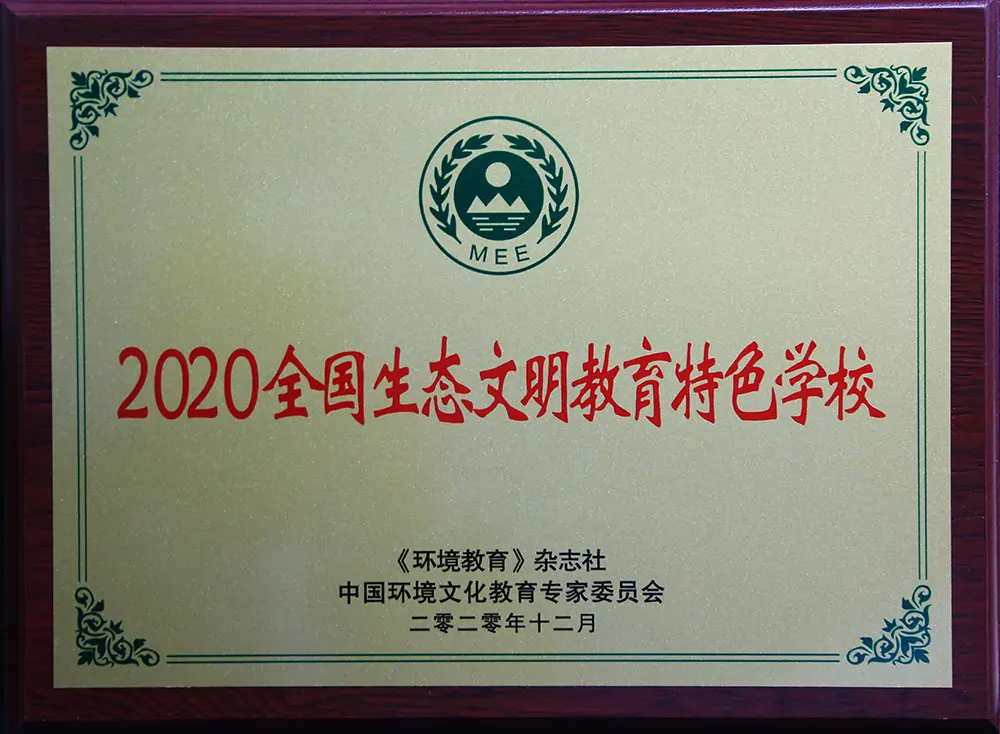 MEE
2020全国生态文明教育特色学校
《环境教育》杂志社
中国环境文化教育专家委员会
二零二零年十二月